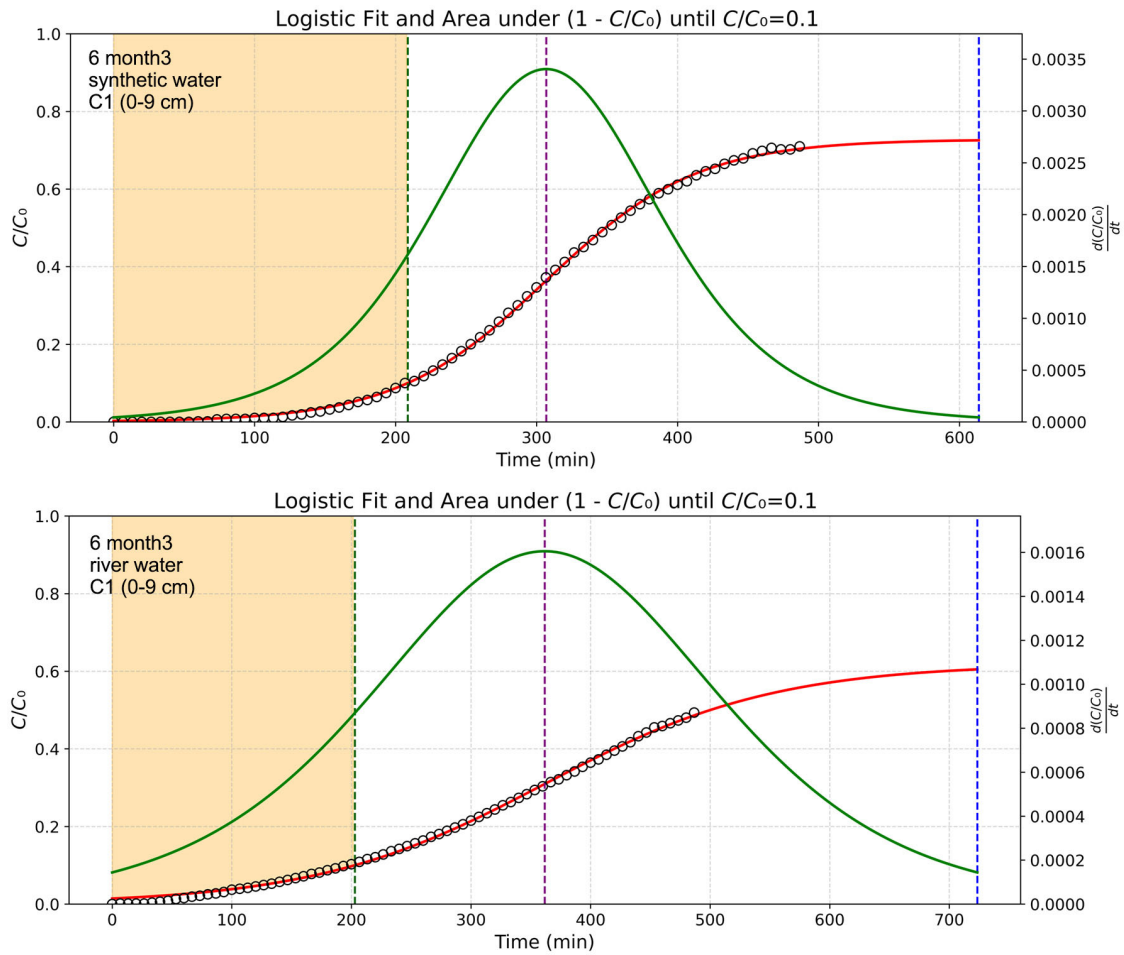 Logistic Fit and Area under (1 - C/C₀) until C/C₀=0.1
6 month3
synthetic water
C1 (0-9 cm)
C/C₀
1.0
0.8
0.6
0.4
0.2
0.0
0 100 200 300 400 500 600
Time (min)
0.0035
0.0030
0.0025
0.0020
0.0015
0.0010
0.0005
0.0000
d(C/C₀)
dt
Logistic Fit and Area under (1 - C/C₀) until C/C₀=0.1
6 month3
river water
C1 (0-9 cm)
C/C₀
1.0
0.8
0.6
0.4
0.2
0.0
0 100 200 300 400 500 600 700
Time (min)
0.0016
0.0014
0.0012
0.0010
0.0008
0.0006
0.0004
0.0002
0.0000
d(C/C₀)
dt